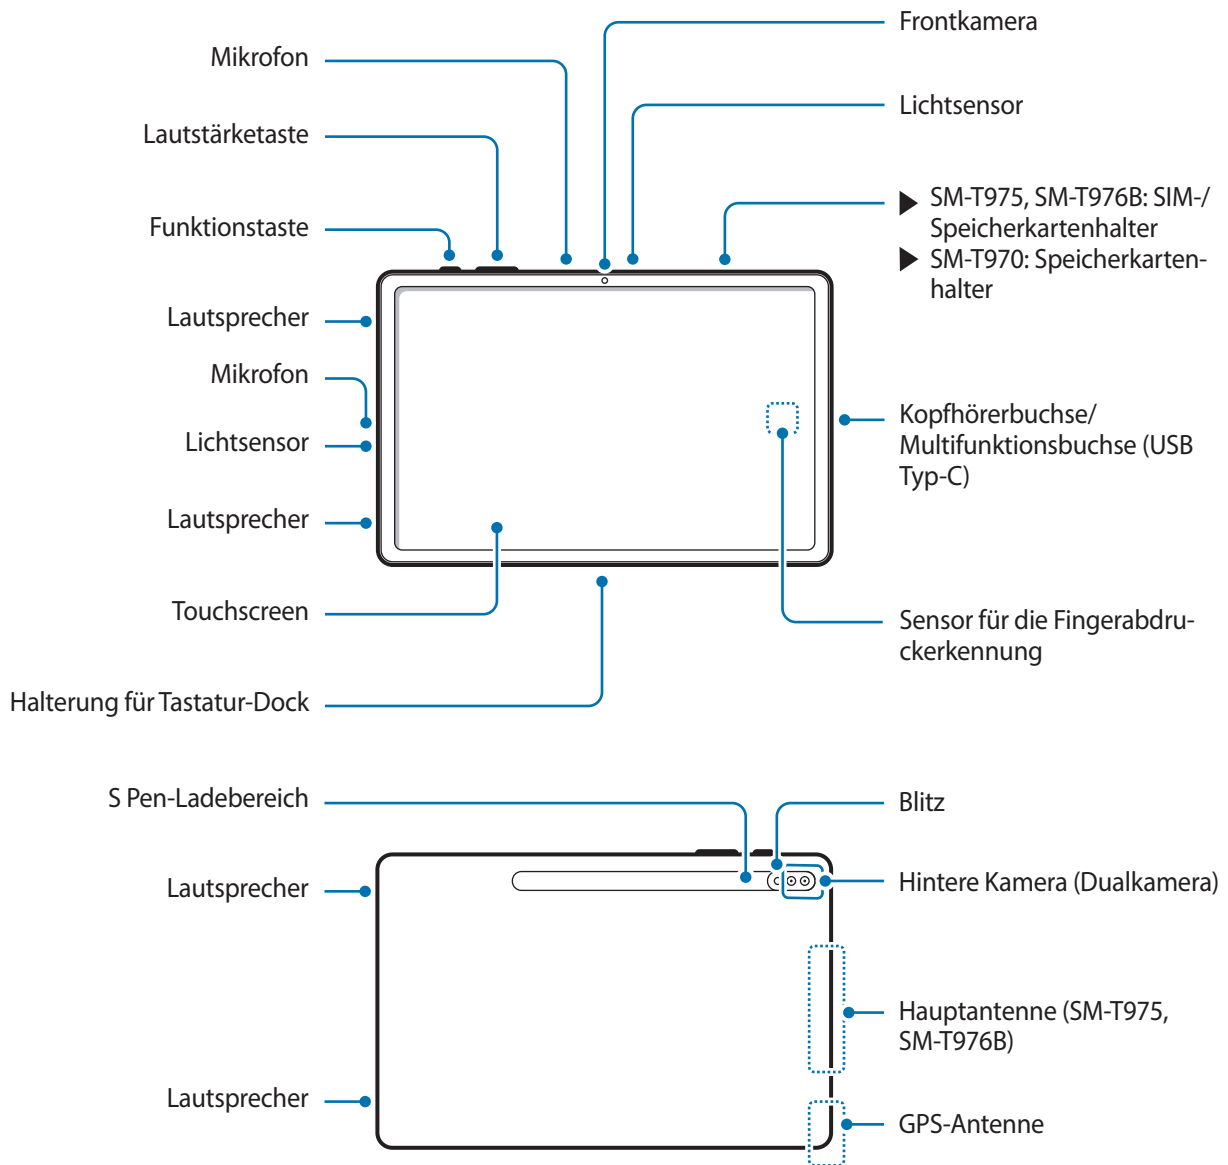 Frontkamera
Mikrofon
Lichtsensor
Lautstärketaste
SM-T975, SM-T976B: SIM-/
Speicherkartenhalter
Funktionstaste
SM-T970: Speicherkarten-
halter
Lautsprecher
Mikrofon
Kopfhörerbuchse/
Multifunktionsbuchse (USB
Typ-C)
Lichtsensor
Lautsprecher
Touchscreen
Sensor für die Fingerabdru-
ckerkennung
Halterung für Tastatur-Dock
S Pen-Ladebereich
Blitz
Lautsprecher
Hintere Kamera (Dualkamera)
Hauptantenne (SM-T975,
SM-T976B)
Lautsprecher
GPS-Antenne